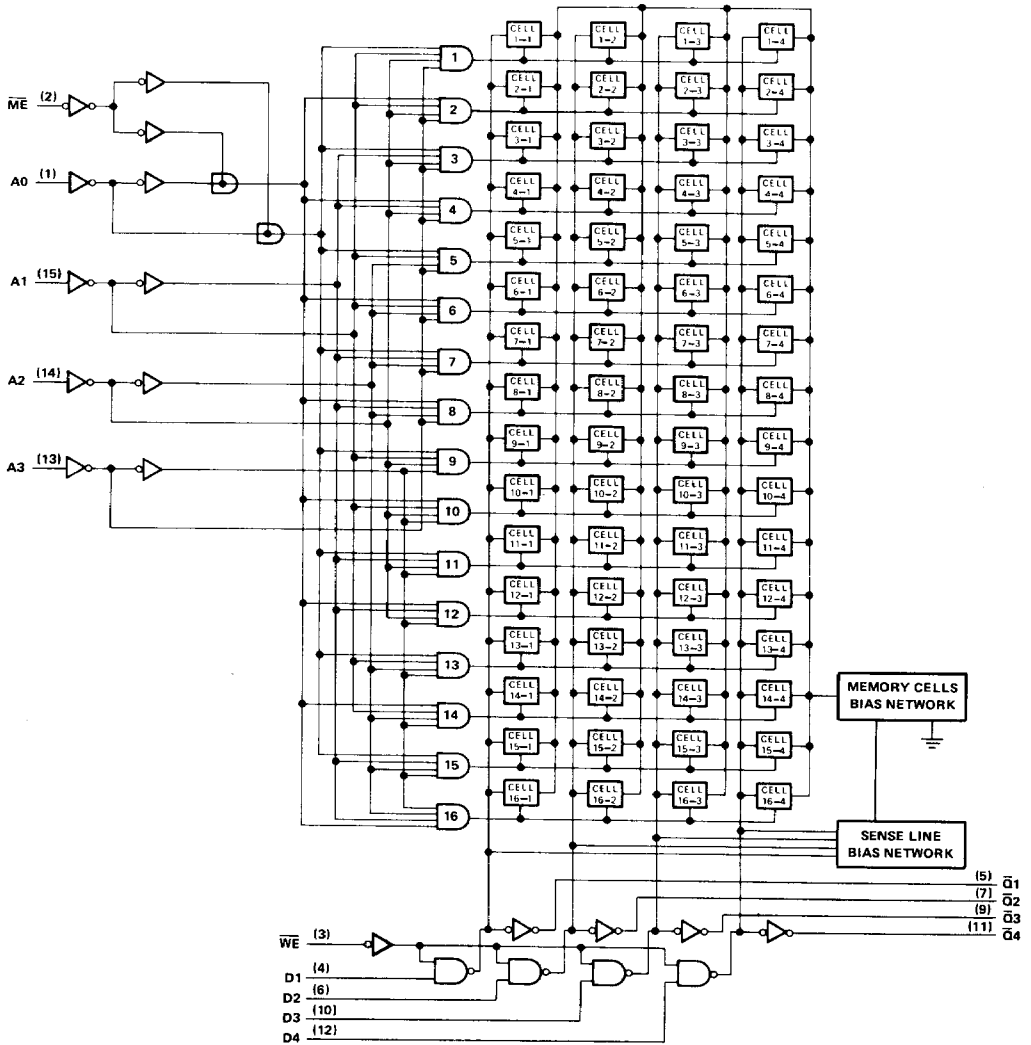 CELL 1-1 CELL 1-2 CELL 1-3 CELL 1-4
1
CELL 2-1 CELL 2-2 CELL 2-3 CELL 2-4
M̅E̅ (2)
2
CELL 3-1 CELL 3-2 CELL 3-3 CELL 3-4
3
A0 (1)
CELL 4-1 CELL 4-2 CELL 4-3 CELL 4-4
4
CELL 5-1 CELL 5-2 CELL 5-3 CELL 5-4
5
A1 (15)
CELL 6-1 CELL 6-2 CELL 6-3 CELL 6-4
6
CELL 7-1 CELL 7-2 CELL 7-3 CELL 7-4
7
A2 (14)
CELL 8-1 CELL 8-2 CELL 8-3 CELL 8-4
8
CELL 9-1 CELL 9-2 CELL 9-3 CELL 9-4
9
A3 (13)
CELL 10-1 CELL 10-2 CELL 10-3 CELL 10-4
10
CELL 11-1 CELL 11-2 CELL 11-3 CELL 11-4
11
CELL 12-1 CELL 12-2 CELL 12-3 CELL 12-4
12
CELL 13-1 CELL 13-2 CELL 13-3 CELL 13-4
13
CELL 14-1 CELL 14-2 CELL 14-3 CELL 14-4
14
MEMORY CELLS
BIAS NETWORK
CELL 15-1 CELL 15-2 CELL 15-3 CELL 15-4
15
CELL 16-1 CELL 16-2 CELL 16-3 CELL 16-4
16
SENSE LINE
BIAS NETWORK
(5) Q̅1
(7) Q̅2
(9) Q̅3
(11) Q̅4
W̅E̅ (3)
D1 (4)
D2 (6)
D3 (10)
D4 (12)